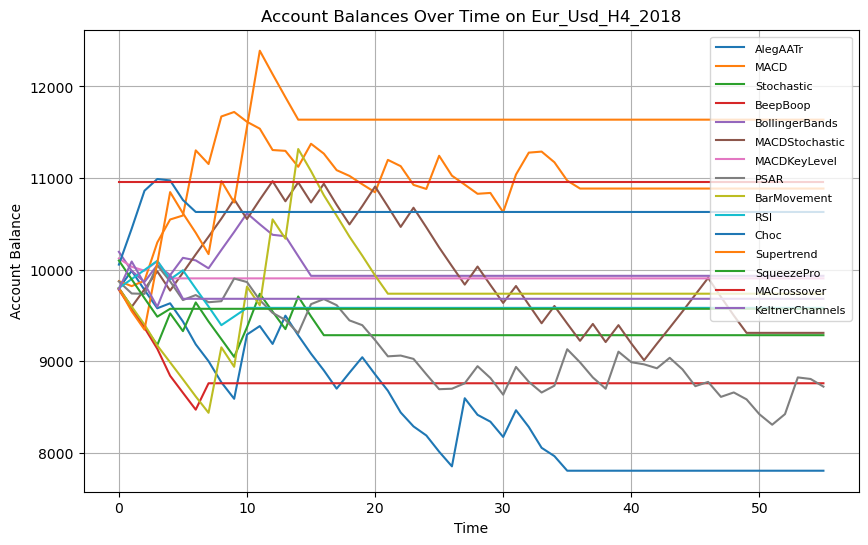 Account Balances Over Time on Eur_Usd_H4_2018
AlegAATr
MACD
Stochastic
BeepBoop
BollingerBands
MACDStochastic
MACDKeyLevel
PSAR
BarMovement
RSI
Choc
Supertrend
SqueezePro
MACrossover
KeltnerChannels
Account Balance
12000
11000
10000
9000
8000
0 10 20 30 40 50
Time